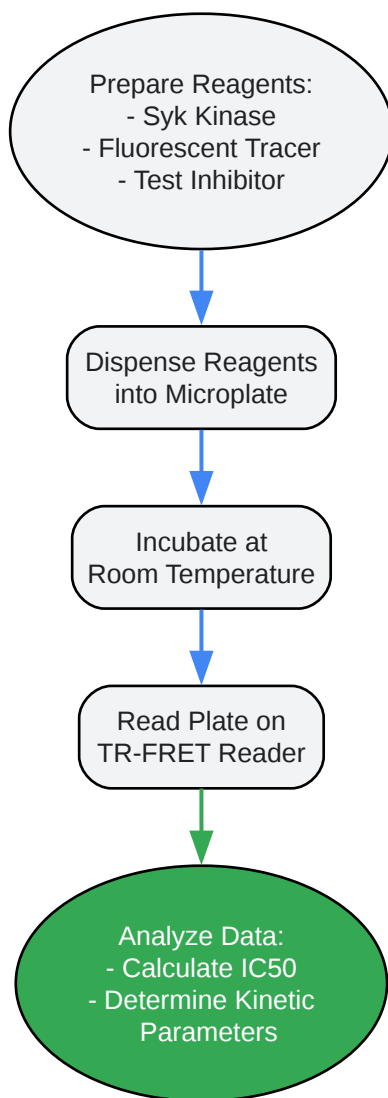 Prepare Reagents:
- Syk Kinase
- Fluorescent Tracer
- Test Inhibitor
Dispense Reagents
into Microplate
Incubate at
Room Temperature
Read Plate on
TR-FRET Reader
Analyze Data:
- Calculate IC50
- Determine Kinetic
Parameters